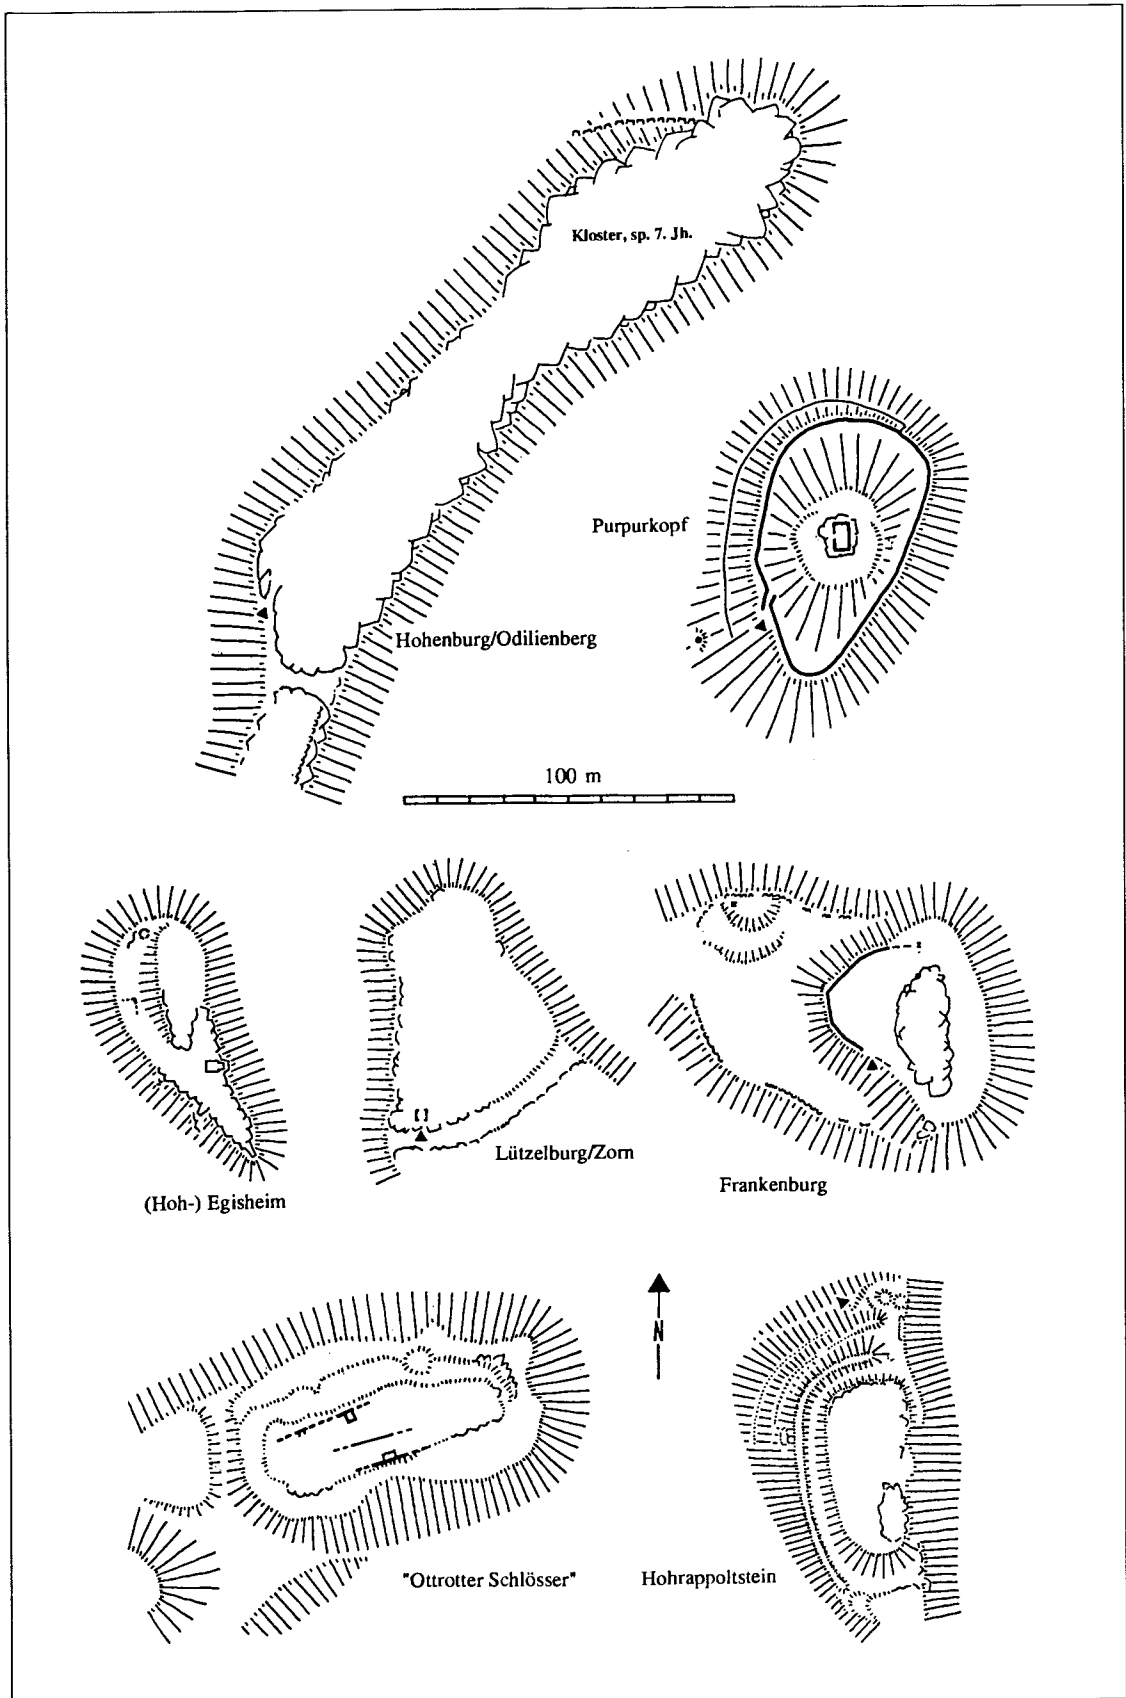 Kloster, sp. 7. Jh.
Purpurkopf
Hohenburg/Odilienberg
100 m
Lützelburg/Zorn
Frankenburg
(Hoh-) Egisheim
N
"Ottrotter Schlösser"
Hohrappoltstein